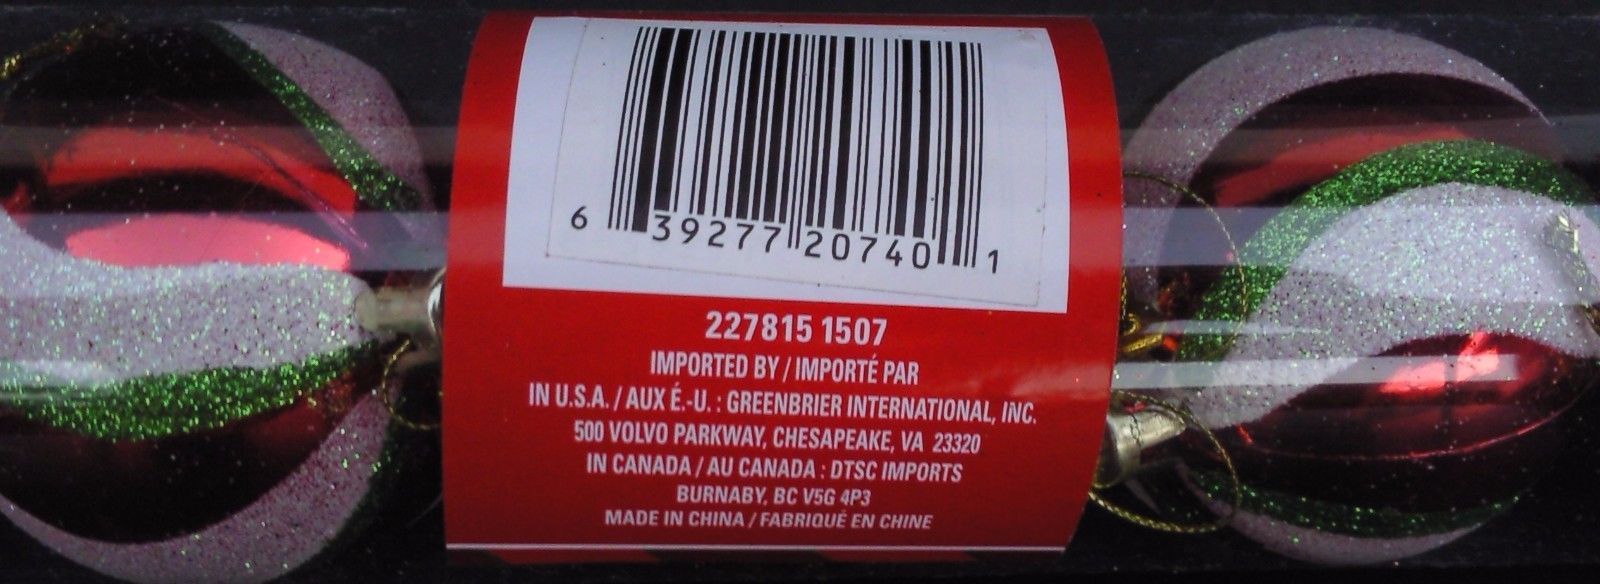 6 39277 20740 1
227815 1507
IMPORTED BY / IMPORTÉ PAR
IN U.S.A. / AUX É.-U. : GREENBRIER INTERNATIONAL, INC.
500 VOLVO PARKWAY, CHESAPEAKE, VA 23320
IN CANADA / AU CANADA : DTSC IMPORTS
BURNABY, BC V5G 4P3
MADE IN CHINA / FABRIQUÉ EN CHINE